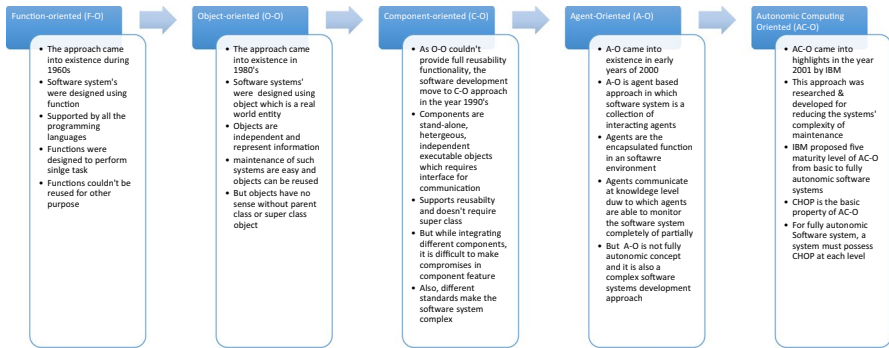 Function-oriented (F-O)
The approach came
into existence during
1960s
Software system's
were designed using
function
Supported by all the
programming
languages
Functions were
designed to perform
sinlge task
Functions couldn't be
reused for other
purpose
Object-oriented (O-O)
The approach came
into existence in
1980's
Software systems'
were designed using
object which is a real
world entity
Objects are
independent and
represent information
maintenance of such
systems are easy and
objects can be reused
But objects have no
sense without parent
class or super class
object
Component-oriented (C-O)
As O-O couldn't
provide full reusability
functionality, the
software development
move to C-O approach
in the year 1990's
Components are
stand-alone,
hetergeous,
independent
executable objects
which requires
interface for
communication
Supports reusabilty
and doesn't require
super class
But while integrating
different components,
it is difficult to make
compromises in
component feature
Also, different
standards make the
software system
complex
Agent-Oriented (A-O)
A-O came into
existence in early
years of 2000
A-O is agent based
approach in which
software system is a
collection of
interacting agents
Agents are the
encapsulated function
in an softawre
environment
Agents communicate
at knowldege level
duw to which agents
are able to monitor
the software system
completely of partially
But A-O is not fully
autonomic concept
and it is also a
complex software
systems development
approach
Autonomic Computing
Oriented (AC-O)
AC-O came into
highlights in the year
2001 by IBM
This approach was
researched &
developed for
reducing the systems'
complexity of
maintenance
IBM proposed five
maturity level of AC-O
from basic to fully
autonomic software
systems
CHOP is the basic
property of AC-O
For fully autonomic
Software system, a
system must possess
CHOP at each level